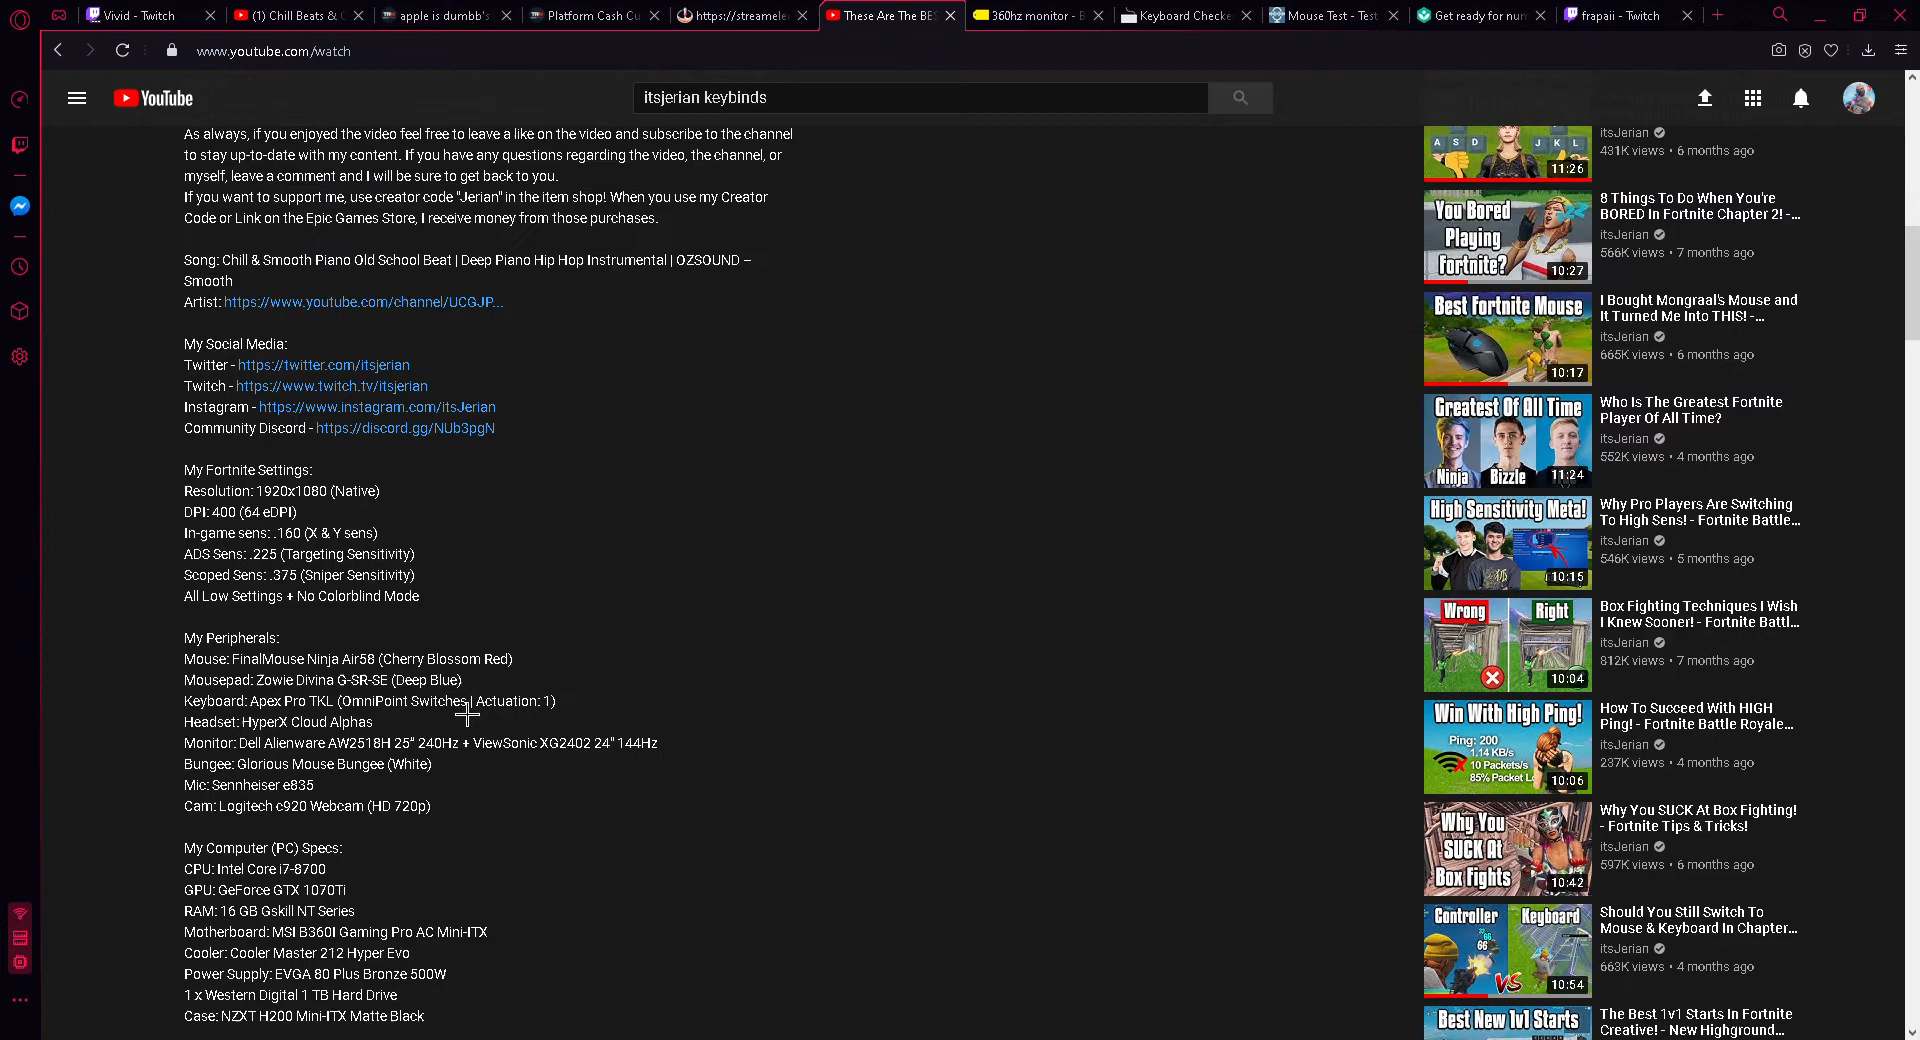 Vivid - Twitch
(1) Chill Beats & C
apple is dumbb's
Platform Cash Cu
https://streamele
These Are The BES
360hz monitor - B
Keyboard Checke
Mouse Test - Test
Get ready for num
frapaii - Twitch
www.youtube.com/watch
YouTube
itsjerian keybinds
As always, if you enjoyed the video feel free to leave a like on the video and subscribe to the channel
to stay up-to-date with my content. If you have any questions regarding the video, the channel, or
myself, leave a comment and I will be sure to get back to you.
If you want to support me, use creator code "Jerian" in the item shop! When you use my Creator
Code or Link on the Epic Games Store, I receive money from those purchases.
Song: Chill & Smooth Piano Old School Beat | Deep Piano Hip Hop Instrumental | OZSOUND –
Smooth
Artist: https://www.youtube.com/channel/UCGJP...
My Social Media:
Twitter - https://twitter.com/itsjerian
Twitch - https://www.twitch.tv/itsjerian
Instagram - https://www.instagram.com/itsJerian
Community Discord - https://discord.gg/NUb3pgN
My Fortnite Settings:
Resolution: 1920x1080 (Native)
DPI: 400 (64 eDPI)
In-game sens: .160 (X & Y sens)
ADS Sens: .225 (Targeting Sensitivity)
Scoped Sens: .375 (Sniper Sensitivity)
All Low Settings + No Colorblind Mode
My Peripherals:
Mouse: FinalMouse Ninja Air58 (Cherry Blossom Red)
Mousepad: Zowie Divina G-SR-SE (Deep Blue)
Keyboard: Apex Pro TKL (OmniPoint Switches | Actuation: 1)
Headset: HyperX Cloud Alphas
Monitor: Dell Alienware AW2518H 25" 240Hz + ViewSonic XG2402 24" 144Hz
Bungee: Glorious Mouse Bungee (White)
Mic: Sennheiser e835
Cam: Logitech c920 Webcam (HD 720p)
My Computer (PC) Specs:
CPU: Intel Core i7-8700
GPU: GeForce GTX 1070Ti
RAM: 16 GB Gskill NT Series
Motherboard: MSI B360I Gaming Pro AC Mini-ITX
Cooler: Cooler Master 212 Hyper Evo
Power Supply: EVGA 80 Plus Bronze 500W
1 x Western Digital 1 TB Hard Drive
Case: NZXT H200 Mini-ITX Matte Black
A S D J K L
11:26
itsJerian
431K views • 6 months ago
You Bored
Playing
Fortnite?
10:27
8 Things To Do When You're
BORED In Fortnite Chapter 2! -...
itsJerian
566K views • 7 months ago
Best Fortnite Mouse
10:17
I Bought Mongraal's Mouse and
It Turned Me Into THIS! -...
itsJerian
665K views • 6 months ago
Greatest Of All Time
Ninja Bizzle
11:24
Who Is The Greatest Fortnite
Player Of All Time?
itsJerian
552K views • 4 months ago
High Sensitivity Meta!
10:15
Why Pro Players Are Switching
To High Sens! - Fortnite Battle...
itsJerian
546K views • 5 months ago
Wrong Right
10:04
Box Fighting Techniques I Wish
I Knew Sooner! - Fortnite Battl...
itsJerian
812K views • 7 months ago
Win With High Ping!
Ping: 200
1.14 KB/s
10 Packets/s
85% Packet Lo
10:06
How To Succeed With HIGH
Ping! - Fortnite Battle Royale...
itsJerian
237K views • 4 months ago
Why You
SUCK At
Box Fights
10:42
Why You SUCK At Box Fighting!
- Fortnite Tips & Tricks!
itsJerian
597K views • 6 months ago
Controller Keyboard
66
VS
10:54
Should You Still Switch To
Mouse & Keyboard In Chapter...
itsJerian
663K views • 4 months ago
Best New 1v1 Starts
The Best 1v1 Starts In Fortnite
Creative! - New Highground...